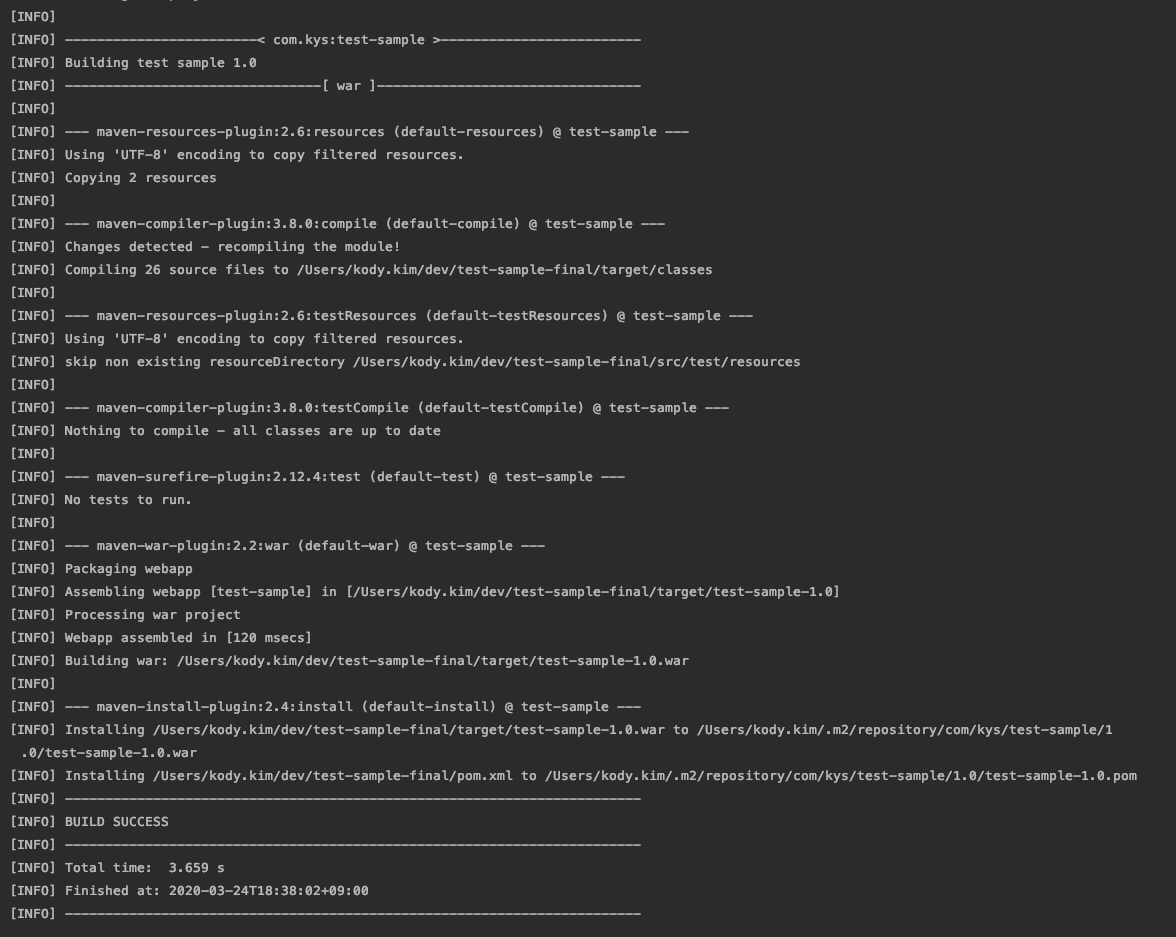 [INFO]
[INFO] ------------------------< com.kys:test-sample >-------------------------
[INFO] Building test sample 1.0
[INFO] --------------------------------[ war ]---------------------------------
[INFO]
[INFO] --- maven-resources-plugin:2.6:resources (default-resources) @ test-sample ---
[INFO] Using 'UTF-8' encoding to copy filtered resources.
[INFO] Copying 2 resources
[INFO]
[INFO] --- maven-compiler-plugin:3.8.0:compile (default-compile) @ test-sample ---
[INFO] Changes detected - recompiling the module!
[INFO] Compiling 26 source files to /Users/kody.kim/dev/test-sample-final/target/classes
[INFO]
[INFO] --- maven-resources-plugin:2.6:testResources (default-testResources) @ test-sample ---
[INFO] Using 'UTF-8' encoding to copy filtered resources.
[INFO] skip non existing resourceDirectory /Users/kody.kim/dev/test-sample-final/src/test/resources
[INFO]
[INFO] --- maven-compiler-plugin:3.8.0:testCompile (default-testCompile) @ test-sample ---
[INFO] Nothing to compile - all classes are up to date
[INFO]
[INFO] --- maven-surefire-plugin:2.12.4:test (default-test) @ test-sample ---
[INFO] No tests to run.
[INFO]
[INFO] --- maven-war-plugin:2.2:war (default-war) @ test-sample ---
[INFO] Packaging webapp
[INFO] Assembling webapp [test-sample] in [/Users/kody.kim/dev/test-sample-final/target/test-sample-1.0]
[INFO] Processing war project
[INFO] Webapp assembled in [120 msecs]
[INFO] Building war: /Users/kody.kim/dev/test-sample-final/target/test-sample-1.0.war
[INFO]
[INFO] --- maven-install-plugin:2.4:install (default-install) @ test-sample ---
[INFO] Installing /Users/kody.kim/dev/test-sample-final/target/test-sample-1.0.war to /Users/kody.kim/.m2/repository/com/kys/test-sample/1
.0/test-sample-1.0.war
[INFO] Installing /Users/kody.kim/dev/test-sample-final/pom.xml to /Users/kody.kim/.m2/repository/com/kys/test-sample/1.0/test-sample-1.0.pom
[INFO] ------------------------------------------------------------------------
[INFO] BUILD SUCCESS
[INFO] ------------------------------------------------------------------------
[INFO] Total time:  3.659 s
[INFO] Finished at: 2020-03-24T18:38:02+09:00
[INFO] ------------------------------------------------------------------------